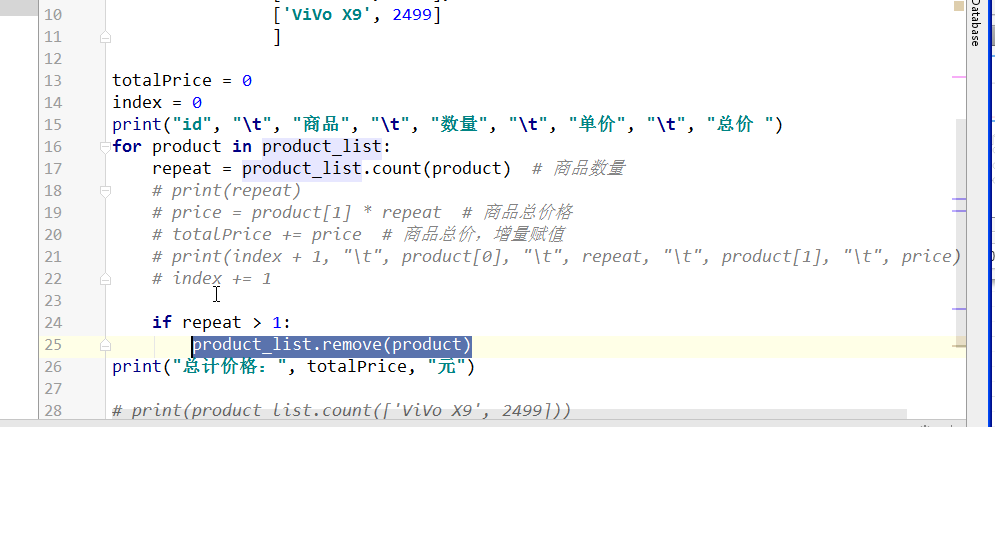 10 ['ViVo X9', 2499]
11 ]
12
13 totalPrice = 0
14 index = 0
15 print("id", "\t", "商品", "\t", "数量", "\t", "单价", "\t", "总价 ")
16 for product in product_list:
17 repeat = product_list.count(product)  # 商品数量
18 # print(repeat)
19 # price = product[1] * repeat  # 商品总价格
20 # totalPrice += price  # 商品总价，增量赋值
21 # print(index + 1, "\t", product[0], "\t", repeat, "\t", product[1], "\t", price)
22 # index += 1
23
24 if repeat > 1:
25 product_list.remove(product)
26 print("总计价格：", totalPrice, "元")
27
28 # print(product_list.count(['ViVo X9', 2499]))
Database